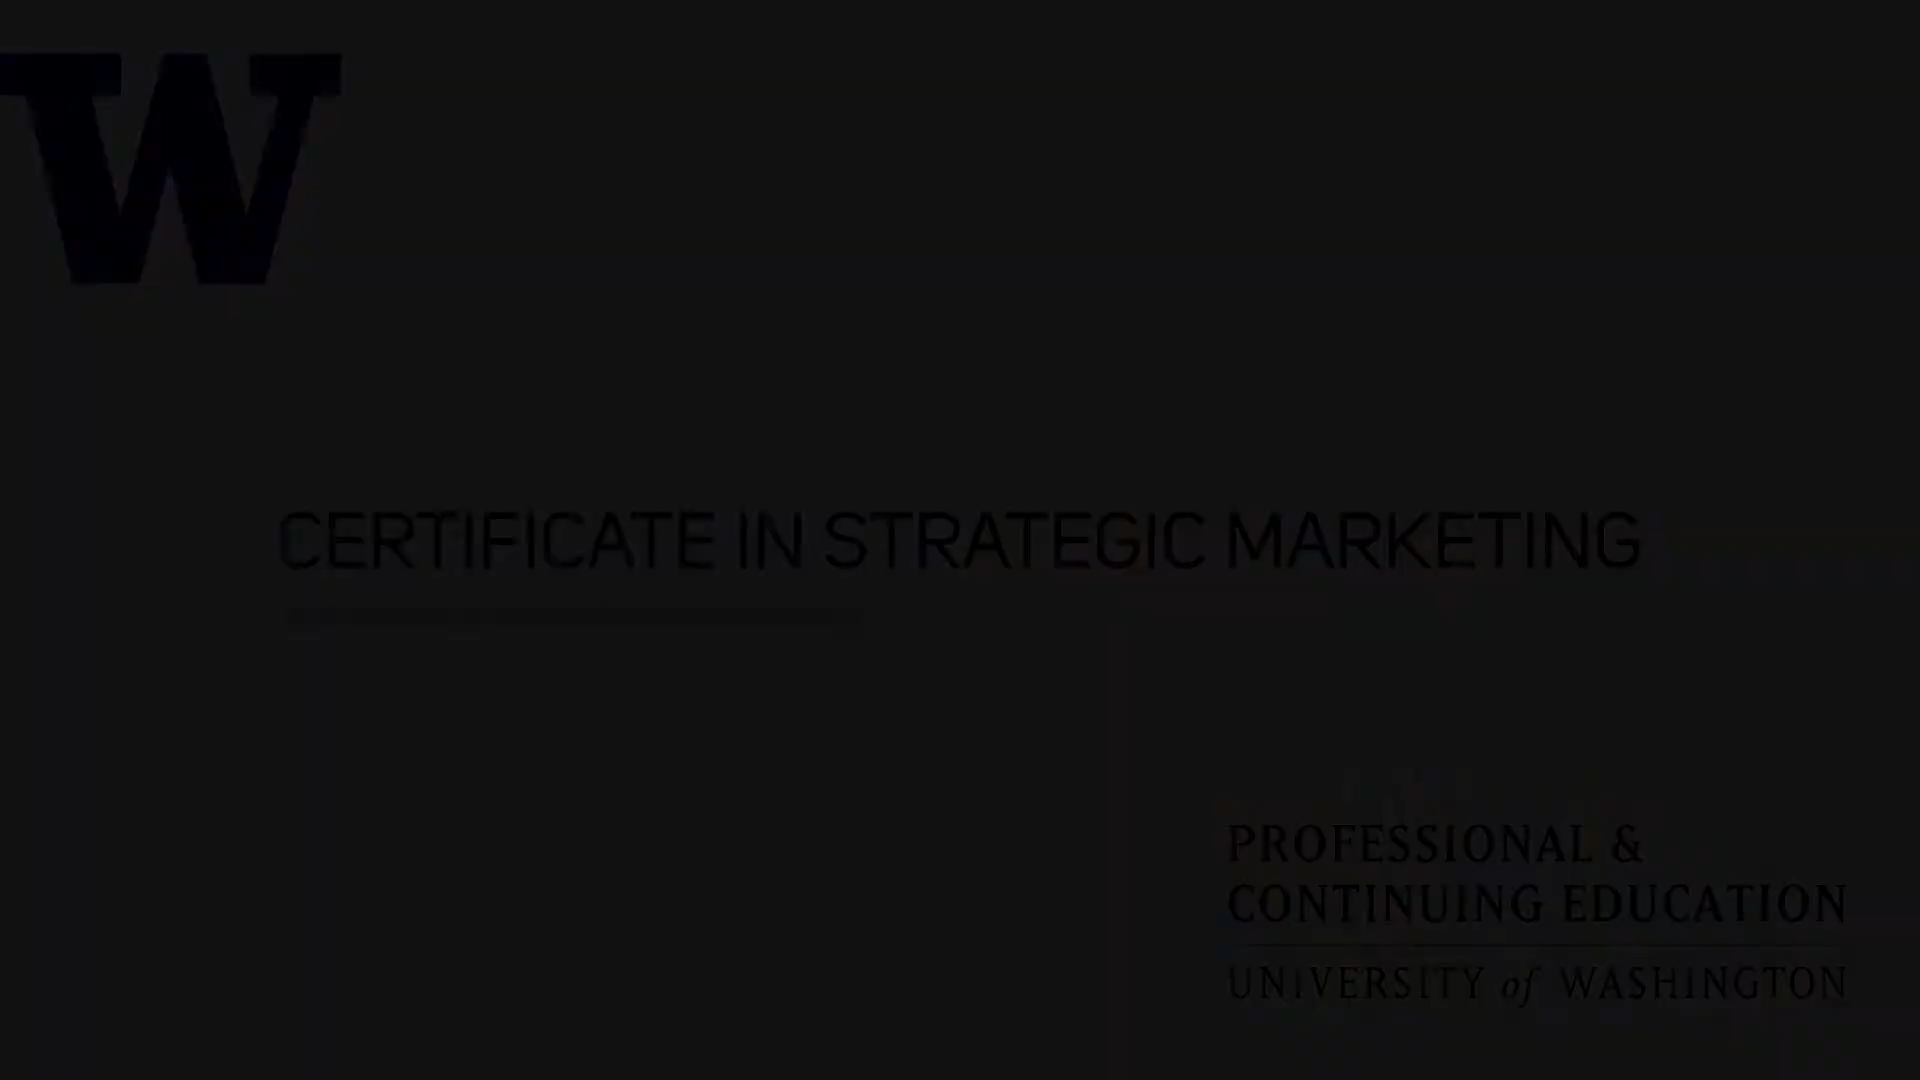 W
CERTIFICATE IN STRATEGIC MARKETING
PROFESSIONAL &
CONTINUING EDUCATION
UNIVERSITY of WASHINGTON